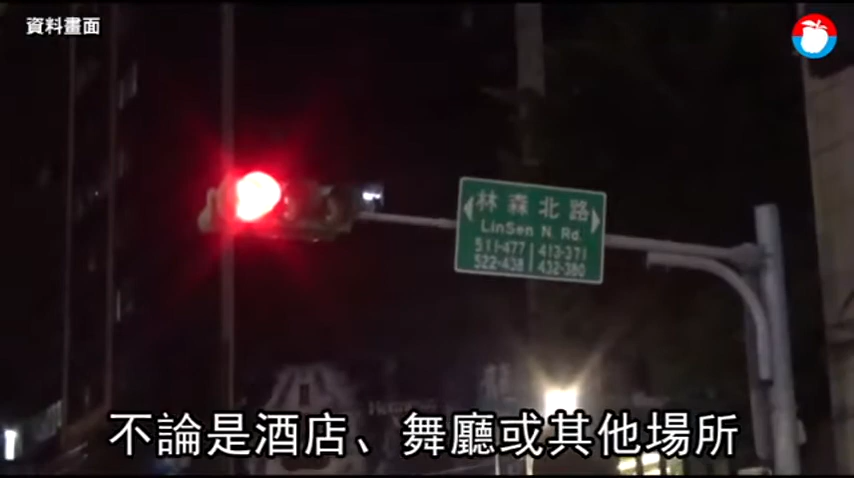 資料畫面
林森北路
LinSen N. Rd.
511-477 | 413-371
522-438 | 432-380
不論是酒店、舞廳或其他場所